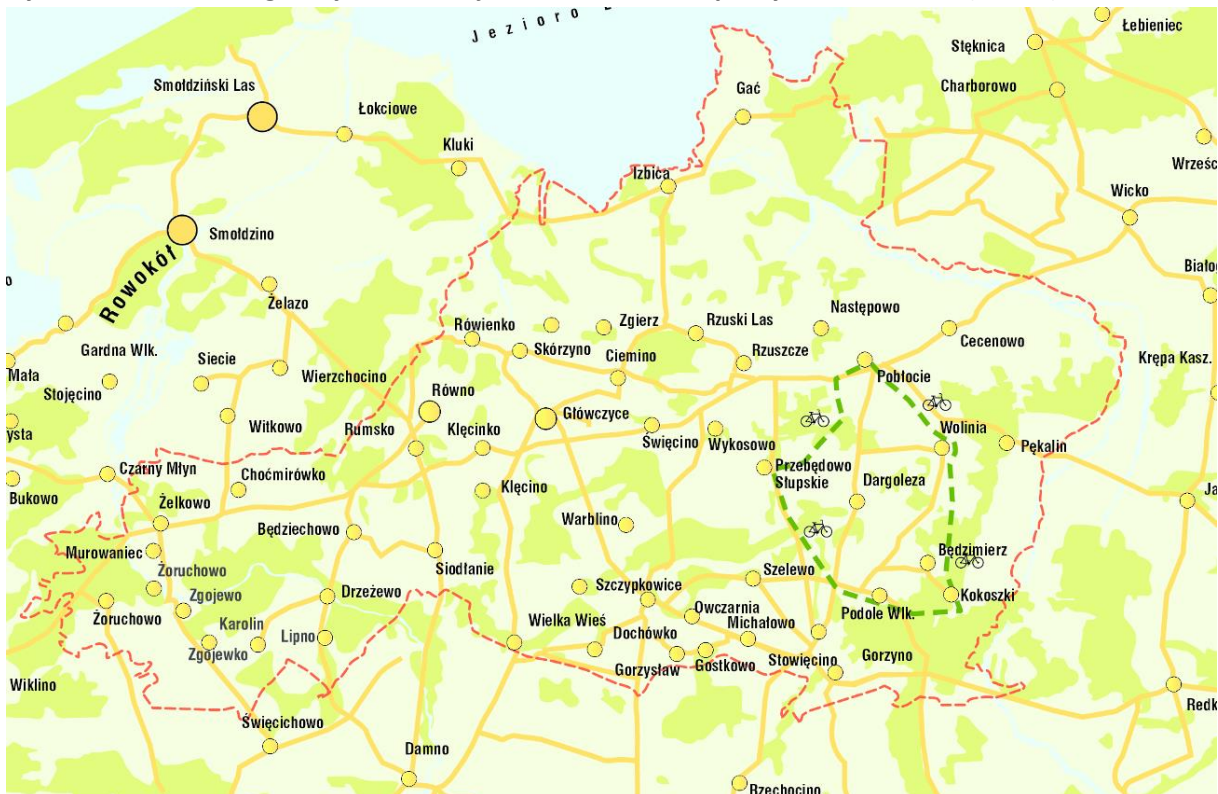 Jezioro
Łebieniec
Stęknica
Smołdziński Las
Gać
Charborowo
Łokciowe
Kluki
Izbica
Wicko
Smołdzino
Rowokół
Żelazo
Rówienko
Zgierz
Rzuski Las
Następowo
Skórzyno
Ciemino
Rzuszcze
Cecenowo
Gardna Wlk.
Siecie
Krępa Kasz.
Mała
Stojęcino
Wierzchocino
Równo
Pobłocie
Główczyce
Witkowo
Rumsko
Klęcinko
Święcino
Wykosowo
Wolinia
Pękalin
Czarny Młyn
Choćmirówko
Przebędowo
Słupskie
Dargoleza
Bukowo
Żelkowo
Klęcino
Będziechowo
Warblino
Murowaniec
Siodłanie
Będzimierz
Żoruchowo
Zgojewo
Drzeżewo
Szczypkowice
Szelewo
Kokoszki
Żoruchowo
Karolin
Lipno
Wielka Wieś
Owczarnia
Michałowo
Podole Wlk.
Zgojewko
Dochówko
Gorzysław
Gostkowo
Stowięcino
Gorzyno
Wiklino
Święcichowo
Damno
Rzechocino